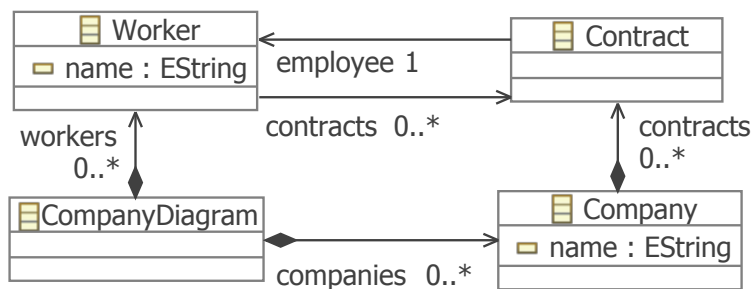 Worker
name : EString
Contract
employee 1
contracts 0..*
workers
0..*
contracts
0..*
CompanyDiagram
Company
name : EString
companies 0..*